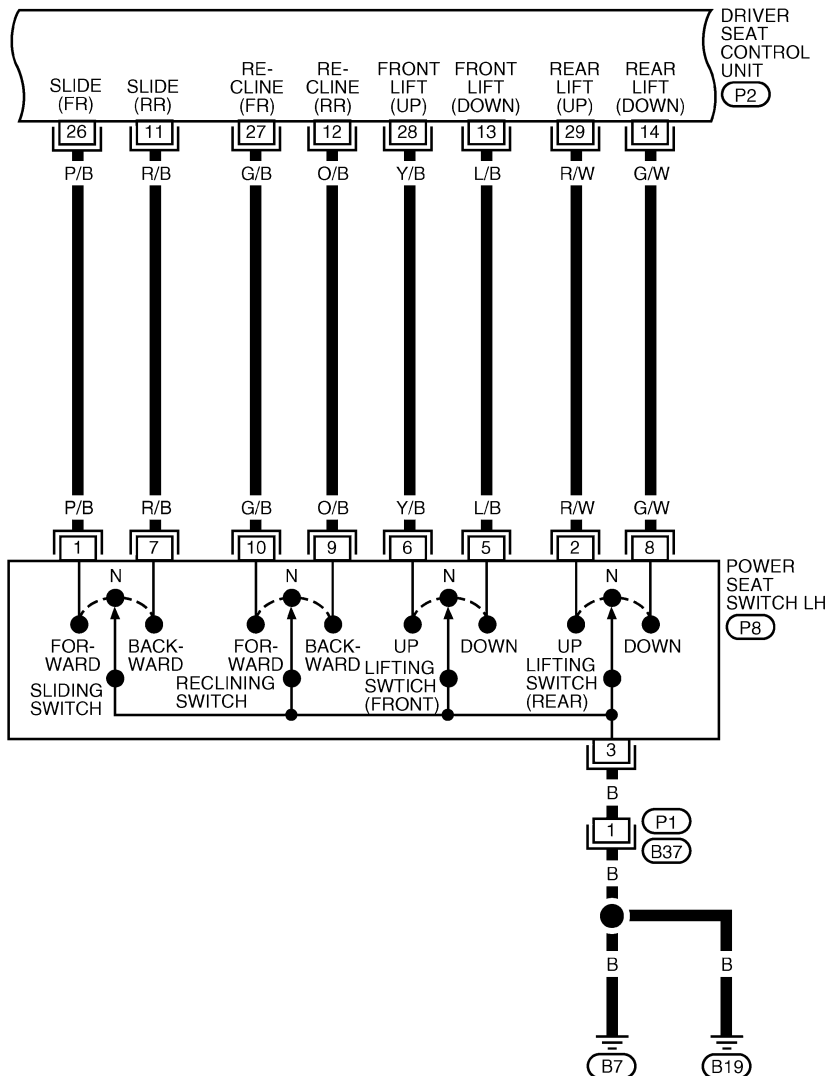 DRIVER
SEAT
CONTROL
UNIT
P2
SLIDE
(FR)
SLIDE
(RR)
RE-
CLINE
(FR)
RE-
CLINE
(RR)
FRONT
LIFT
(UP)
FRONT
LIFT
(DOWN)
REAR
LIFT
(UP)
REAR
LIFT
(DOWN)
26 11 27 12 28 13 29 14
P/B R/B G/B O/B Y/B L/B R/W G/W
P/B R/B G/B O/B Y/B L/B R/W G/W
1 7 10 9 6 5 2 8
POWER
SEAT
SWITCH LH
P8
N N N N
FOR-
WARD
BACK-
WARD
SLIDING
SWITCH
FOR-
WARD
BACK-
WARD
RECLINING
SWITCH
UP DOWN
LIFTING
SWTICH
(FRONT)
UP DOWN
LIFTING
SWITCH
(REAR)
3
B
1
P1
B37
B
B B
B7 B19